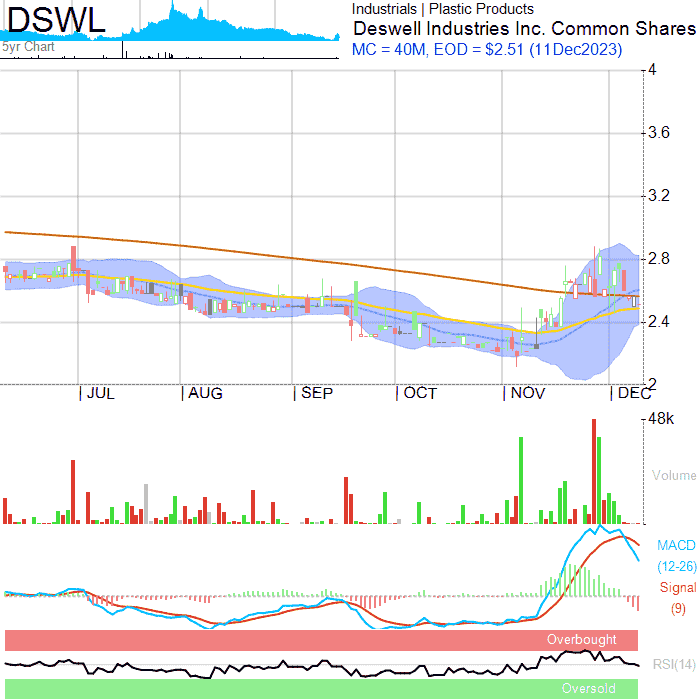 DSWL
5yr Chart
Industrials | Plastic Products
Deswell Industries Inc. Common Shares
MC = 40M, EOD = $2.51 (11Dec2023)
4
3.6
3.2
2.8
2.4
2
| JUL | AUG | SEP | OCT | NOV | DEC
48k
Volume
MACD
(12-26)
Signal
(9)
Overbought
RSI(14)
Oversold